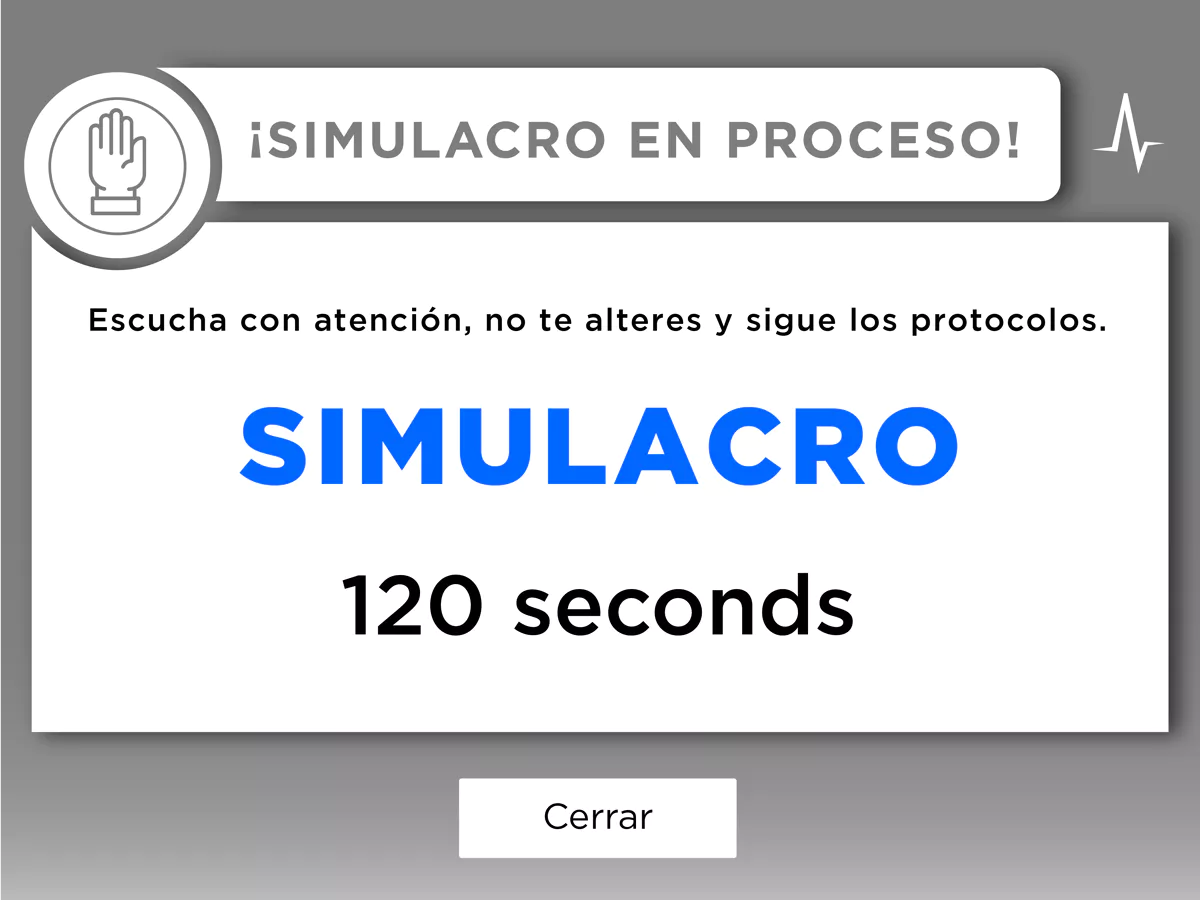 ¡SIMULACRO EN PROCESO!
Escucha con atención, no te alteres y sigue los protocolos.
SIMULACRO
120 seconds
Cerrar